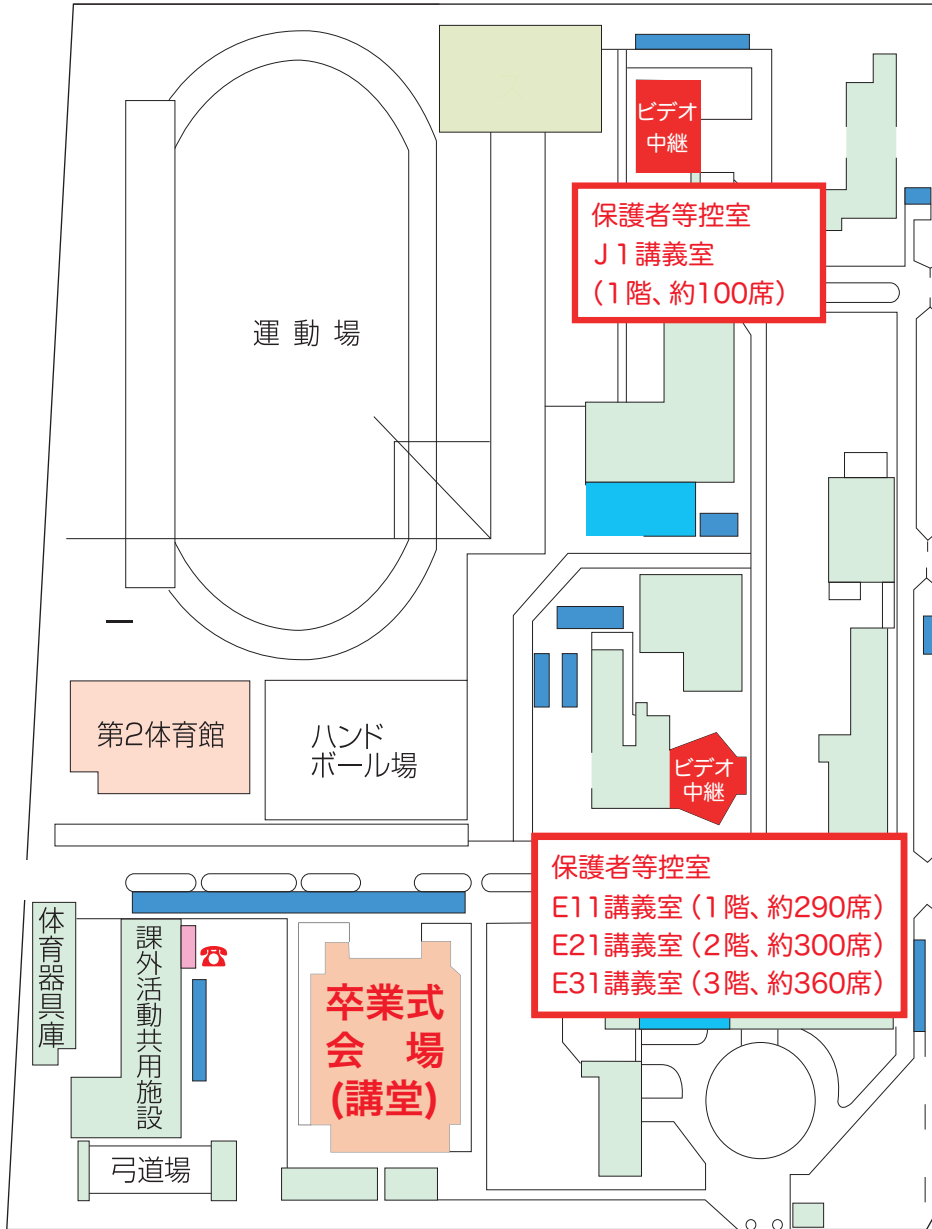 ビデオ
中継
保護者等控室
J1講義室
（1階、約100席）
運動場
第2体育館
ハンド
ボール場
ビデオ
中継
保護者等控室
E11講義室（1階、約290席）
E21講義室（2階、約300席）
E31講義室（3階、約360席）
体育器具庫
課外活動共用施設
卒業式
会場
(講堂)
弓道場